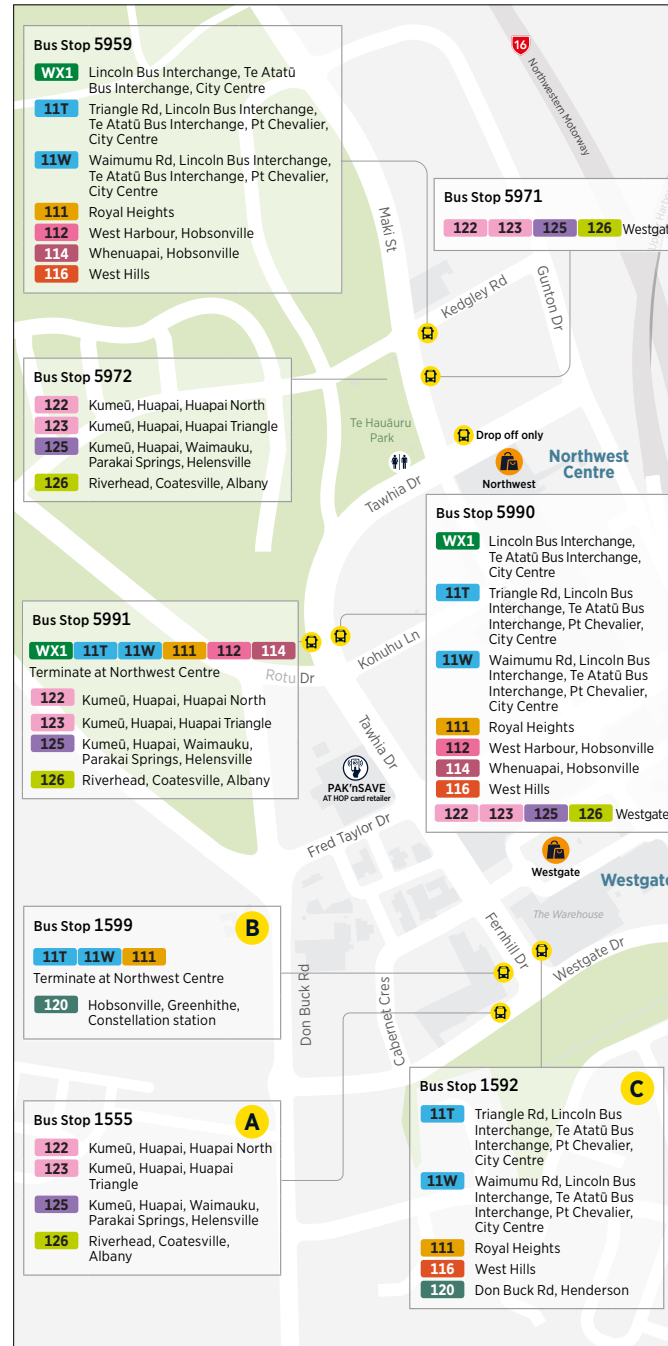 Bus Stop 5959
WX1 Lincoln Bus Interchange, Te Atatū
Bus Interchange, City Centre
11T Triangle Rd, Lincoln Bus Interchange,
Te Atatū Bus Interchange, Pt Chevalier,
City Centre
11W Waimumu Rd, Lincoln Bus Interchange,
Te Atatū Bus Interchange, Pt Chevalier,
City Centre
111 Royal Heights
112 West Harbour, Hobsonville
114 Whenuapai, Hobsonville
116 West Hills
16
Northwestern Motorway
Bus Stop 5971
122 123 125 126 Westgat
Maki St
Kedgley Rd
Gunton Dr
Bus Stop 5972
122 Kumeū, Huapai, Huapai North
123 Kumeū, Huapai, Huapai Triangle
125 Kumeū, Huapai, Waimauku,
Parakai Springs, Helensville
126 Riverhead, Coatesville, Albany
Te Hauāuru
Park
Drop off only
Northwest
Northwest
Centre
Tawhia Dr
Bus Stop 5990
WX1 Lincoln Bus Interchange,
Te Atatū Bus Interchange,
City Centre
11T Triangle Rd, Lincoln Bus
Interchange, Te Atatū Bus
Interchange, Pt Chevalier,
City Centre
11W Waimumu Rd, Lincoln Bus
Interchange, Te Atatū Bus
Interchange, Pt Chevalier,
City Centre
111 Royal Heights
112 West Harbour, Hobsonville
114 Whenuapai, Hobsonville
116 West Hills
122 123 125 126 Westgate
Bus Stop 5991
WX1 11T 11W 111 112 114
Terminate at Northwest Centre
122 Kumeū, Huapai, Huapai North
123 Kumeū, Huapai, Huapai Triangle
125 Kumeū, Huapai, Waimauku,
Parakai Springs, Helensville
126 Riverhead, Coatesville, Albany
Rotu Dr
Kohuhu Ln
Tawhia Dr
PAK'nSAVE
AT HOP card retailer
Fred Taylor Dr
Westgate
Westgate
The Warehouse
Fernhill Dr
Westgate Dr
Don Buck Rd
Cabernet Cres
Bus Stop 1599
B
11T 11W 111
Terminate at Northwest Centre
120 Hobsonville, Greenhithe,
Constellation station
Bus Stop 1555
A
122 Kumeū, Huapai, Huapai North
123 Kumeū, Huapai, Huapai
Triangle
125 Kumeū, Huapai, Waimauku,
Parakai Springs, Helensville
126 Riverhead, Coatesville,
Albany
Bus Stop 1592
C
11T Triangle Rd, Lincoln Bus
Interchange, Te Atatū Bus
Interchange, Pt Chevalier,
City Centre
11W Waimumu Rd, Lincoln Bus
Interchange, Te Atatū Bus
Interchange, Pt Chevalier,
City Centre
111 Royal Heights
116 West Hills
120 Don Buck Rd, Henderson